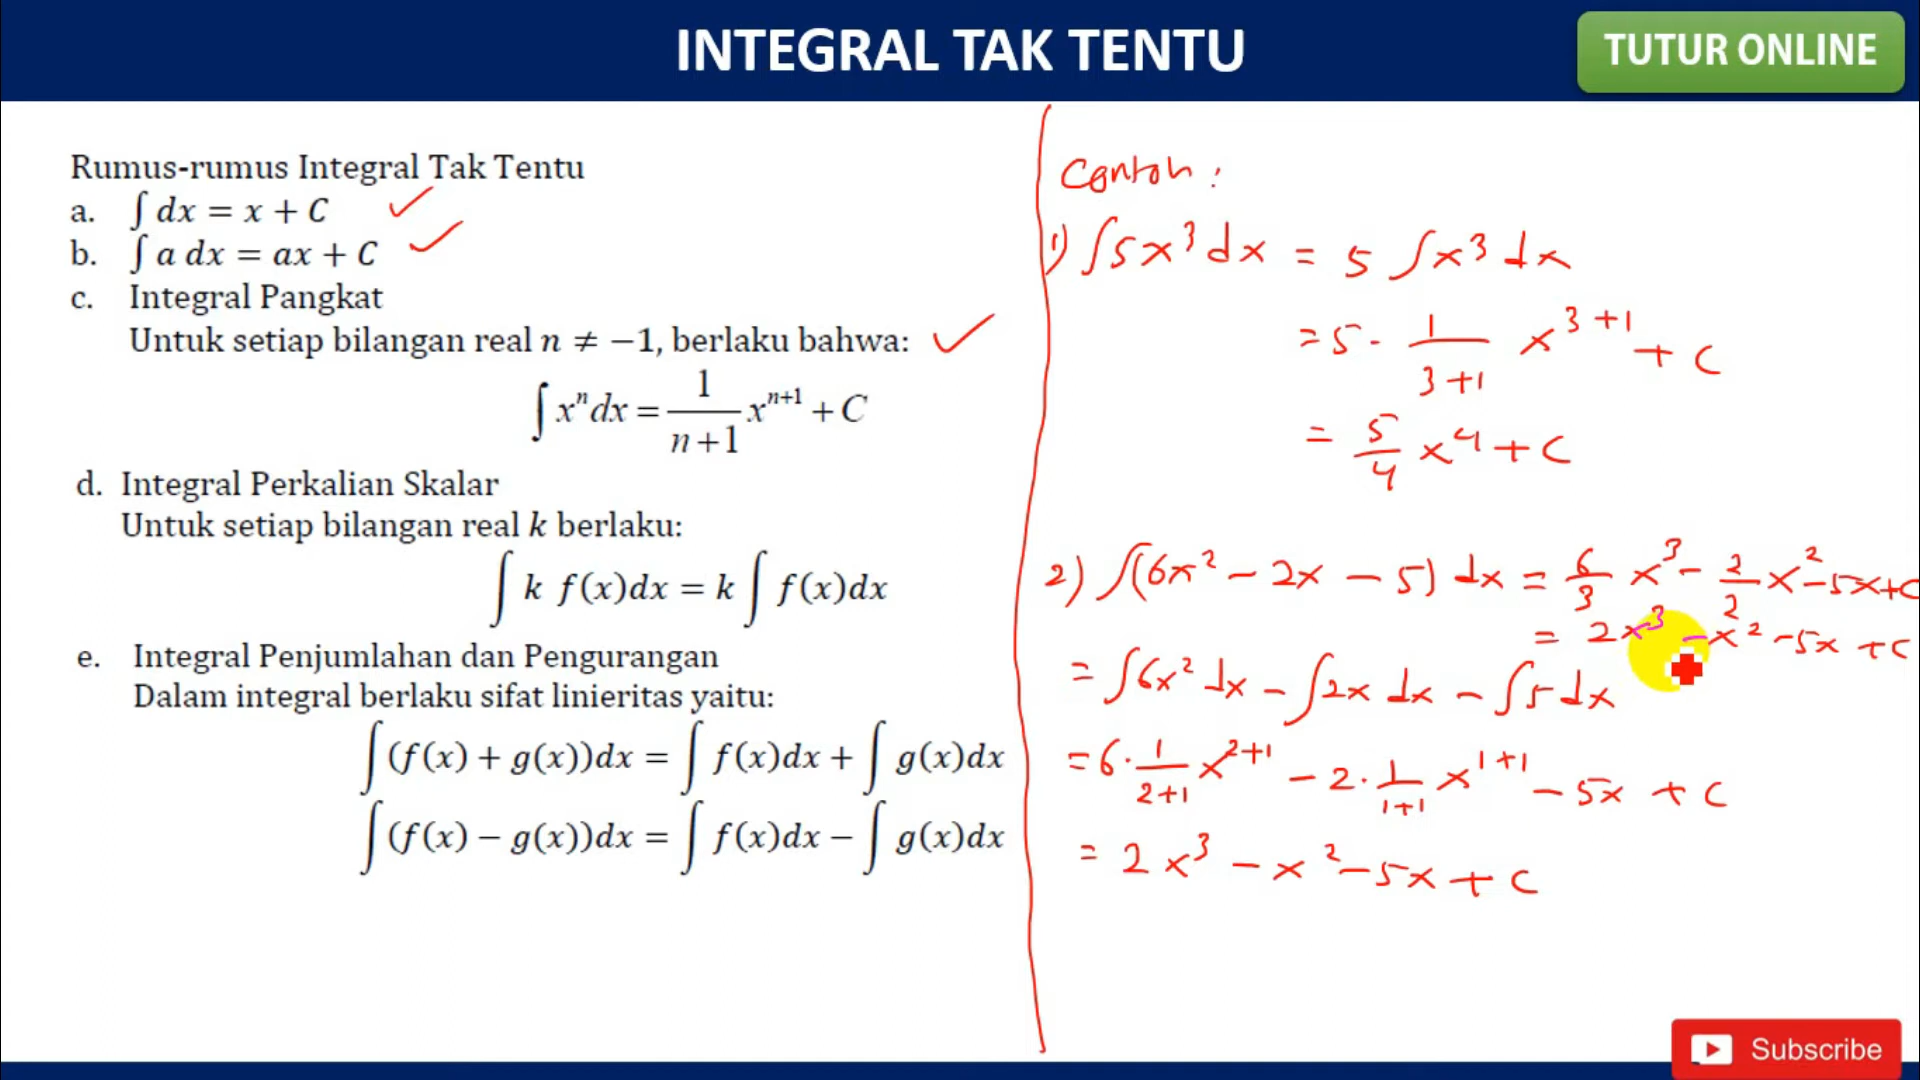 INTEGRAL TAK TENTU
TUTUR ONLINE
Rumus-rumus Integral Tak Tentu
a. ∫ dx = x + C
b. ∫ a dx = ax + C
c. Integral Pangkat
Untuk setiap bilangan real n ≠ −1, berlaku bahwa:
∫ xⁿ dx = 1/(n+1) xⁿ⁺¹ + C
d. Integral Perkalian Skalar
Untuk setiap bilangan real k berlaku:
∫ k f(x)dx = k ∫ f(x)dx
e. Integral Penjumlahan dan Pengurangan
Dalam integral berlaku sifat linieritas yaitu:
∫(f(x) + g(x))dx = ∫ f(x)dx + ∫ g(x)dx
∫(f(x) − g(x))dx = ∫ f(x)dx − ∫ g(x)dx
Contoh :
1) ∫5x³dx = 5 ∫x³dx
= 5 · 1/(3+1) x³⁺¹ + C
= 5/4 x⁴ + C
2) ∫(6x² − 2x − 5) dx = 6/3 x³ − 2/2 x² − 5x + C
= 2x³ − x² − 5x + C
= ∫6x² dx − ∫2x dx − ∫5 dx
= 6 · 1/(2+1) x²⁺¹ − 2 · 1/(1+1) x¹⁺¹ − 5x + C
= 2x³ − x² − 5x + C
Subscribe